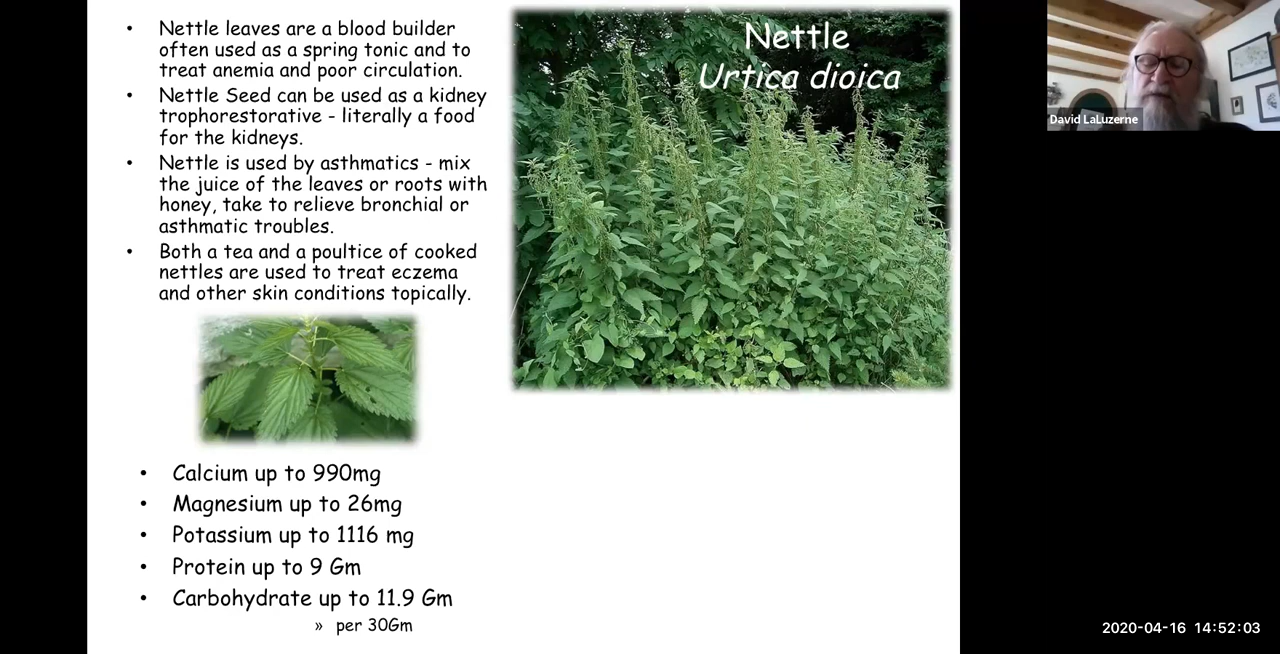 • Nettle leaves are a blood builder
often used as a spring tonic and to
treat anemia and poor circulation.
• Nettle Seed can be used as a kidney
trophorestorative - literally a food
for the kidneys.
• Nettle is used by asthmatics - mix
the juice of the leaves or roots with
honey, take to relieve bronchial or
asthmatic troubles.
• Both a tea and a poultice of cooked
nettles are used to treat eczema
and other skin conditions topically.
• Calcium up to 990mg
• Magnesium up to 26mg
• Potassium up to 1116 mg
• Protein up to 9 Gm
• Carbohydrate up to 11.9 Gm
» per 30Gm
Nettle
Urtica dioica
David LaLuzerne
2020-04-16 14:52:03